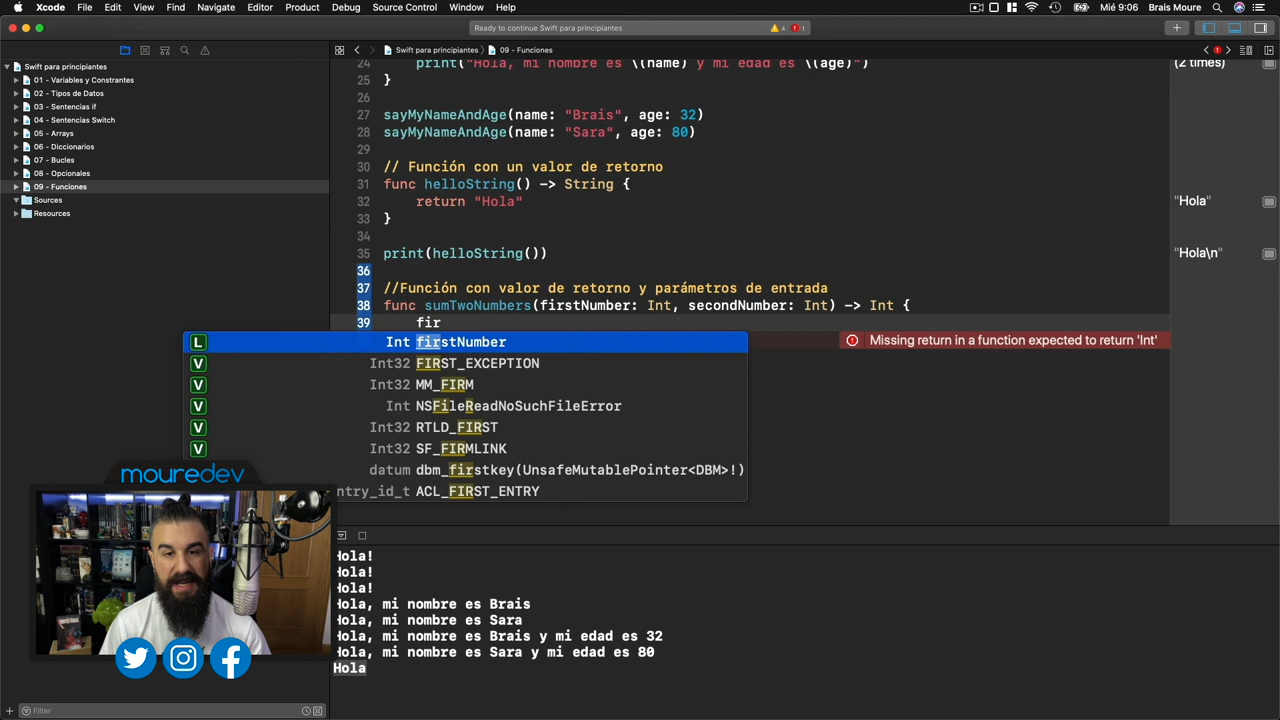 Xcode File Edit View Find Navigate Editor Product Debug Source Control Window Help Mié 9:06 Brais Moure
Ready to continue Swift para principiantes 4 1
Swift para principiantes 09 - Funciones
Swift para principiantes
01 - Variables y Constrantes
02 - Tipos de Datos
03 - Sentencias if
04 - Sentencias Switch
05 - Arrays
06 - Diccionarios
07 - Bucles
08 - Opcionales
09 - Funciones
Sources
Resources
24 print("Hola, mi nombre es \(name) y mi edad es \(age)") (2 times)
25 }
26
27 sayMyNameAndAge(name: "Brais", age: 32)
28 sayMyNameAndAge(name: "Sara", age: 80)
29
30 // Función con un valor de retorno
31 func helloString() -> String {
32 return "Hola" "Hola"
33 }
34
35 print(helloString()) "Hola\n"
36
37 //Función con valor de retorno y parámetros de entrada
38 func sumTwoNumbers(firstNumber: Int, secondNumber: Int) -> Int {
39 fir
Missing return in a function expected to return 'Int'
L Int firstNumber
V Int32 FIRST_EXCEPTION
V Int32 MM_FIRM
V Int NSFileReadNoSuchFileError
V Int32 RTLD_FIRST
V Int32 SF_FIRMLINK
datum dbm_firstkey(UnsafeMutablePointer<DBM>!)
ntry_id_t ACL_FIRST_ENTRY
mouredev
Hola!
Hola!
Hola!
Hola, mi nombre es Brais
Hola, mi nombre es Sara
Hola, mi nombre es Brais y mi edad es 32
Hola, mi nombre es Sara y mi edad es 80
Hola
Filter